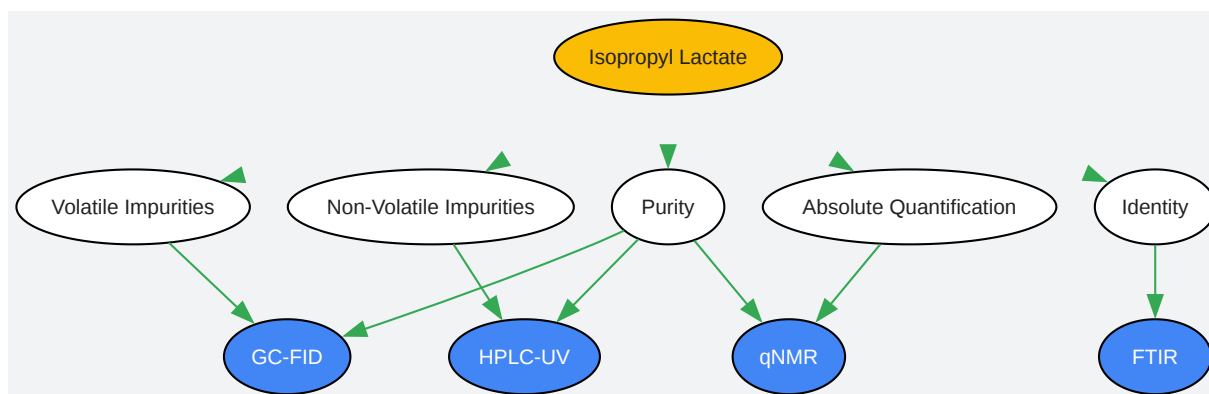 Isopropyl Lactate
Volatile Impurities
Non-Volatile Impurities
Purity
Absolute Quantification
Identity
GC-FID
HPLC-UV
qNMR
FTIR